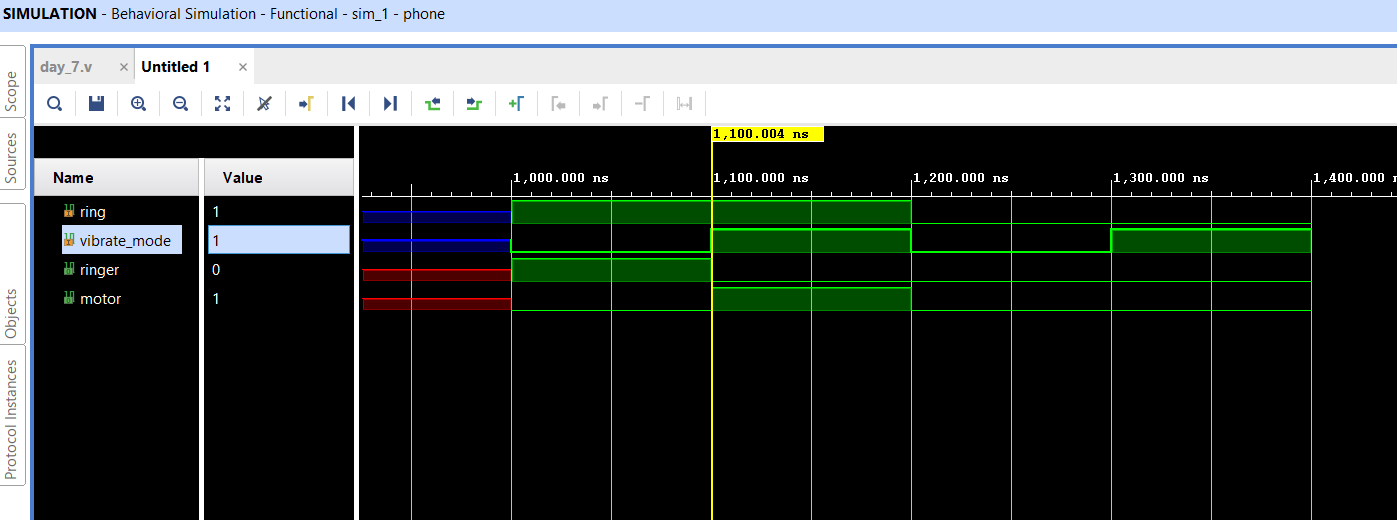 SIMULATION - Behavioral Simulation - Functional - sim_1 - phone
Scope
Sources
Objects
Protocol Instances
day_7.v
Untitled 1
Name
Value
ring
1
vibrate_mode
1
ringer
0
motor
1
1,100.004 ns
1,000.000 ns
1,100.000 ns
1,200.000 ns
1,300.000 ns
1,400.000